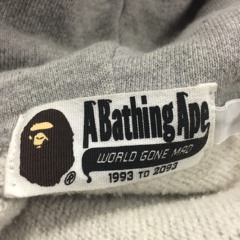 A Bathing Ape
WORLD GONE MAD
1993 TO 2093
®